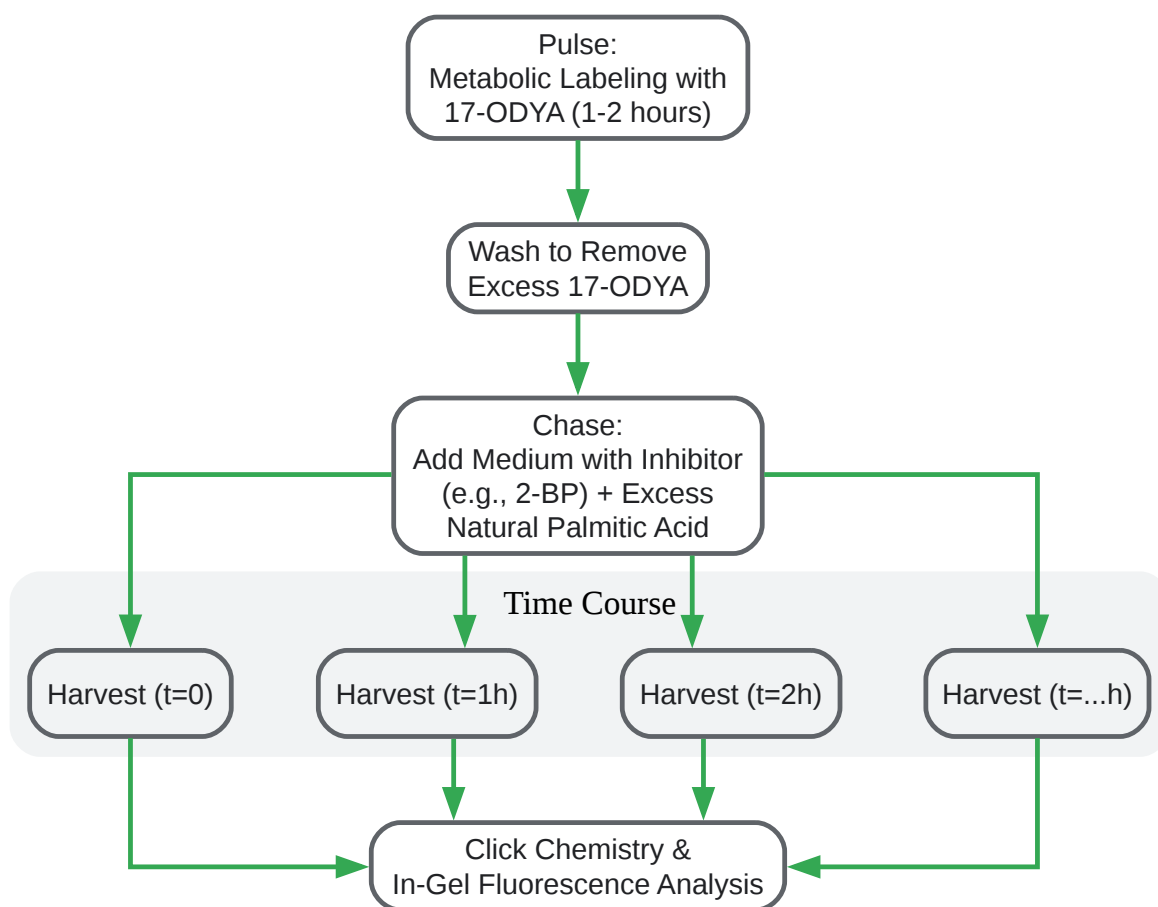 Pulse:
Metabolic Labeling with
17-ODYA (1-2 hours)
Wash to Remove
Excess 17-ODYA
Chase:
Add Medium with Inhibitor
(e.g., 2-BP) + Excess
Natural Palmitic Acid
Time Course
Harvest (t=0)
Harvest (t=1h)
Harvest (t=2h)
Harvest (t=...h)
Click Chemistry &
In-Gel Fluorescence Analysis